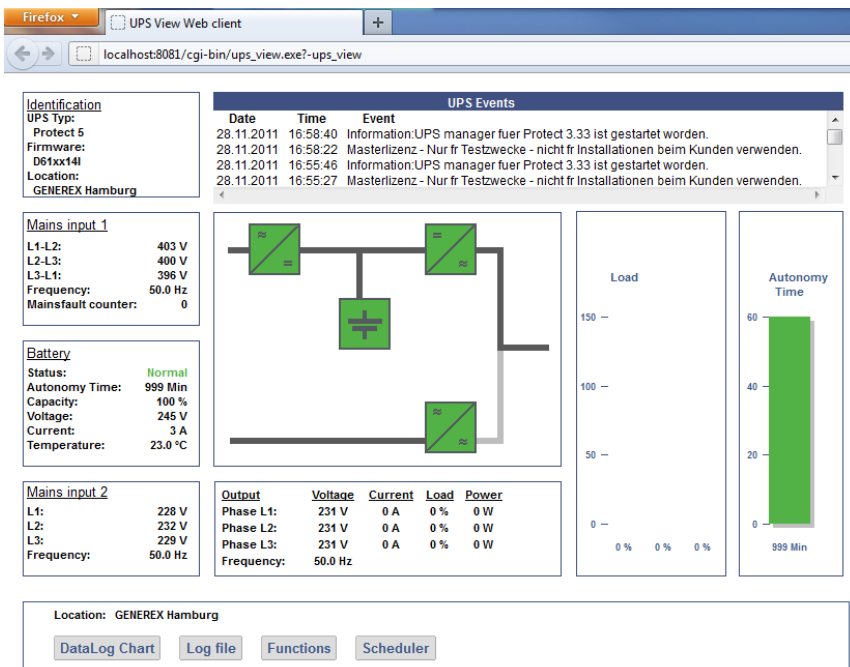 Firefox
UPS View Web client
+
localhost:8081/cgi-bin/ups_view.exe?-ups_view
Identification
UPS Typ:
Protect 5
Firmware:
D61xx14I
Location:
GENEREX Hamburg
UPS Events
Date Time Event
28.11.2011 16:58:40 Information:UPS manager fuer Protect 3.33 ist gestartet worden.
28.11.2011 16:58:22 Masterlizenz - Nur fr Testzwecke - nicht fr Installationen beim Kunden verwenden.
28.11.2011 16:55:46 Information:UPS manager fuer Protect 3.33 ist gestartet worden.
28.11.2011 16:55:27 Masterlizenz - Nur fr Testzwecke - nicht fr Installationen beim Kunden verwenden.
Mains input 1
L1-L2: 403 V
L2-L3: 400 V
L3-L1: 396 V
Frequency: 50.0 Hz
Mainsfault counter: 0
Battery
Status: Normal
Autonomy Time: 999 Min
Capacity: 100 %
Voltage: 245 V
Current: 3 A
Temperature: 23.0 °C
Mains input 2
L1: 228 V
L2: 232 V
L3: 229 V
Frequency: 50.0 Hz
≈ =
= ≈
≈ ≈
Output Voltage Current Load Power
Phase L1: 231 V 0 A 0 % 0 W
Phase L2: 231 V 0 A 0 % 0 W
Phase L3: 231 V 0 A 0 % 0 W
Frequency: 50.0 Hz
Load
150
100
50
0
0 % 0 % 0 %
Autonomy
Time
60
40
20
0
999 Min
Location: GENEREX Hamburg
DataLog Chart Log file Functions Scheduler